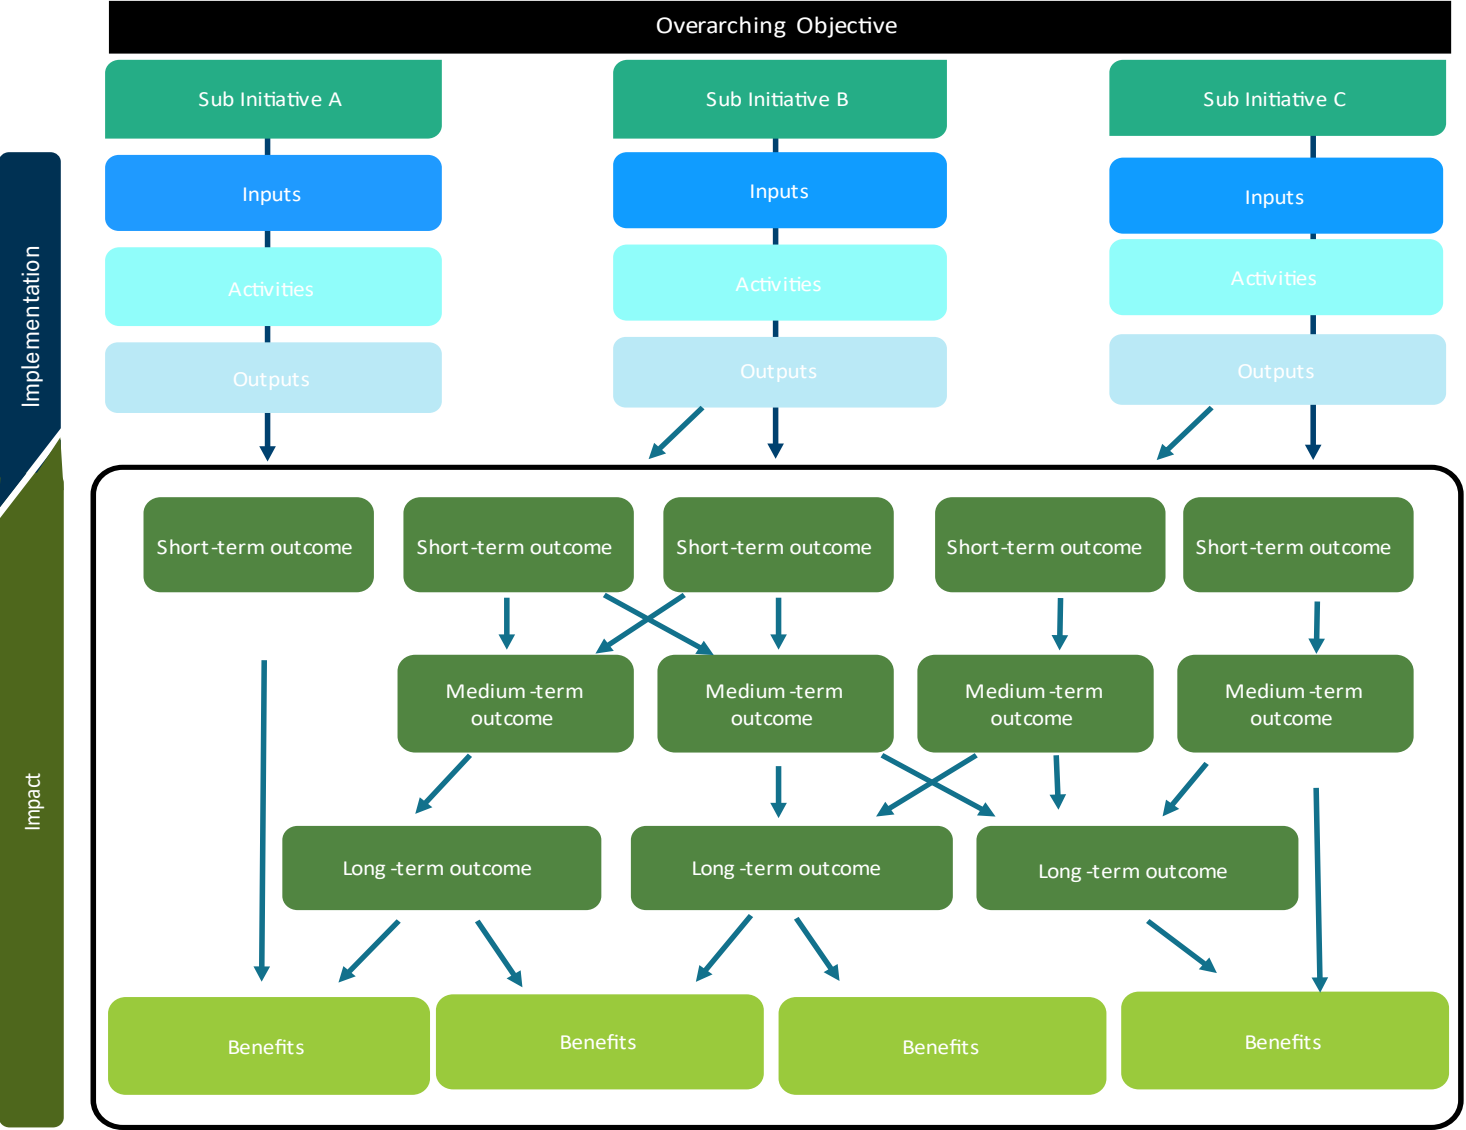 Overarching Objective
Sub Initiative A
Sub Initiative B
Sub Initiative C
Implementation
Inputs
Inputs
Inputs
Activities
Activities
Activities
Outputs
Outputs
Outputs
Impact
Short-term outcome
Short-term outcome
Short-term outcome
Short-term outcome
Short-term outcome
Medium-term
outcome
Medium-term
outcome
Medium-term
outcome
Medium-term
outcome
Long-term outcome
Long-term outcome
Long-term outcome
Benefits
Benefits
Benefits
Benefits